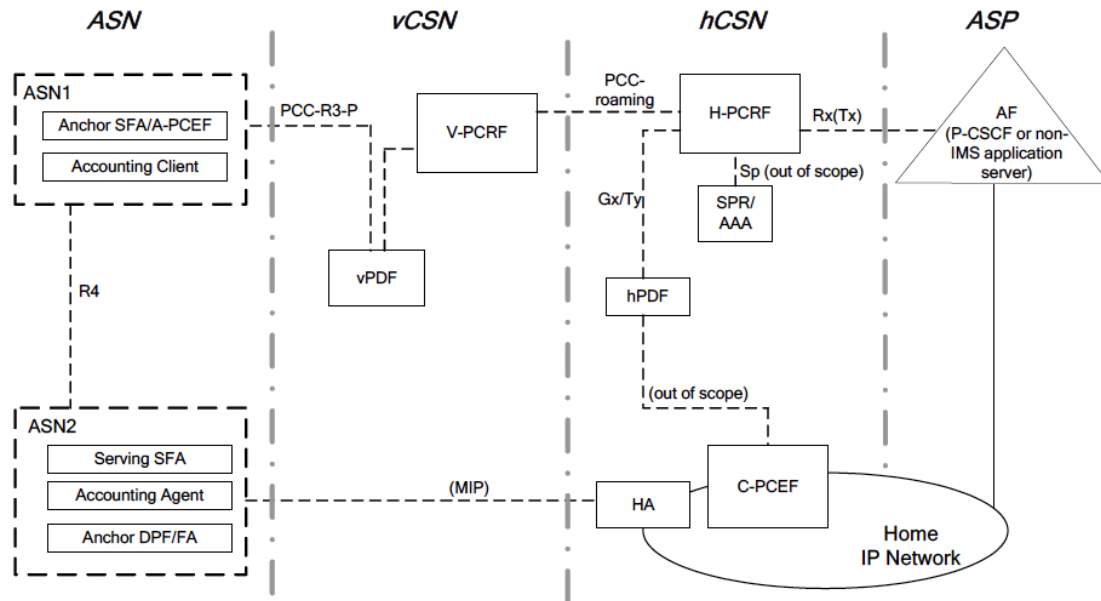 ASN
vCSN
hCSN
ASP
ASN1
Anchor SFA/A-PCEF
Accounting Client
PCC-R3-P
V-PCRF
PCC-
roaming
H-PCRF
Rx(Tx)
AF
(P-CSCF or non-
IMS application
server)
Sp (out of scope)
Gx/Ty
SPR/
AAA
vPDF
hPDF
R4
(out of scope)
ASN2
Serving SFA
Accounting Agent
Anchor DPF/FA
(MIP)
HA
C-PCEF
Home
IP Network